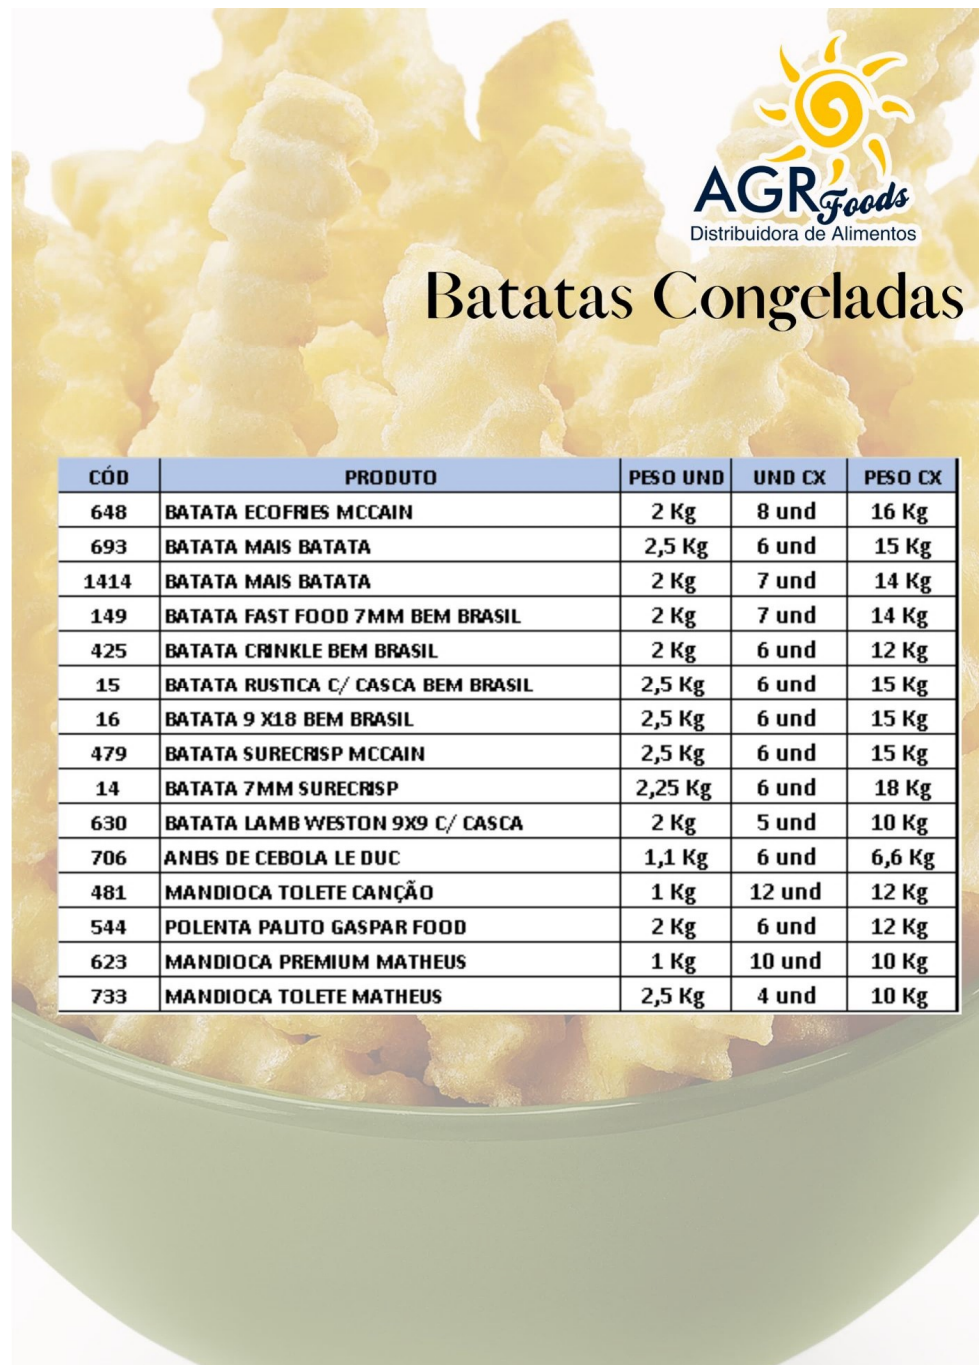 AGR Foods
Distribuidora de Alimentos
Batatas Congeladas
CÓD PRODUTO PESO UND UND CX PESO CX
648 BATATA ECOFRIES MCCAIN 2 Kg 8 und 16 Kg
693 BATATA MAIS BATATA 2,5 Kg 6 und 15 Kg
1414 BATATA MAIS BATATA 2 Kg 7 und 14 Kg
149 BATATA FAST FOOD 7MM BEM BRASIL 2 Kg 7 und 14 Kg
425 BATATA CRINKLE BEM BRASIL 2 Kg 6 und 12 Kg
15 BATATA RUSTICA C/ CASCA BEM BRASIL 2,5 Kg 6 und 15 Kg
16 BATATA 9 X18 BEM BRASIL 2,5 Kg 6 und 15 Kg
479 BATATA SURECRISP MCCAIN 2,5 Kg 6 und 15 Kg
14 BATATA 7MM SURECRISP 2,25 Kg 6 und 18 Kg
630 BATATA LAMB WESTON 9X9 C/ CASCA 2 Kg 5 und 10 Kg
706 ANEIS DE CEBOLA LE DUC 1,1 Kg 6 und 6,6 Kg
481 MANDIOCA TOLETE CANÇÃO 1 Kg 12 und 12 Kg
544 POLENTA PALITO GASPAR FOOD 2 Kg 6 und 12 Kg
623 MANDIOCA PREMIUM MATHEUS 1 Kg 10 und 10 Kg
733 MANDIOCA TOLETE MATHEUS 2,5 Kg 4 und 10 Kg